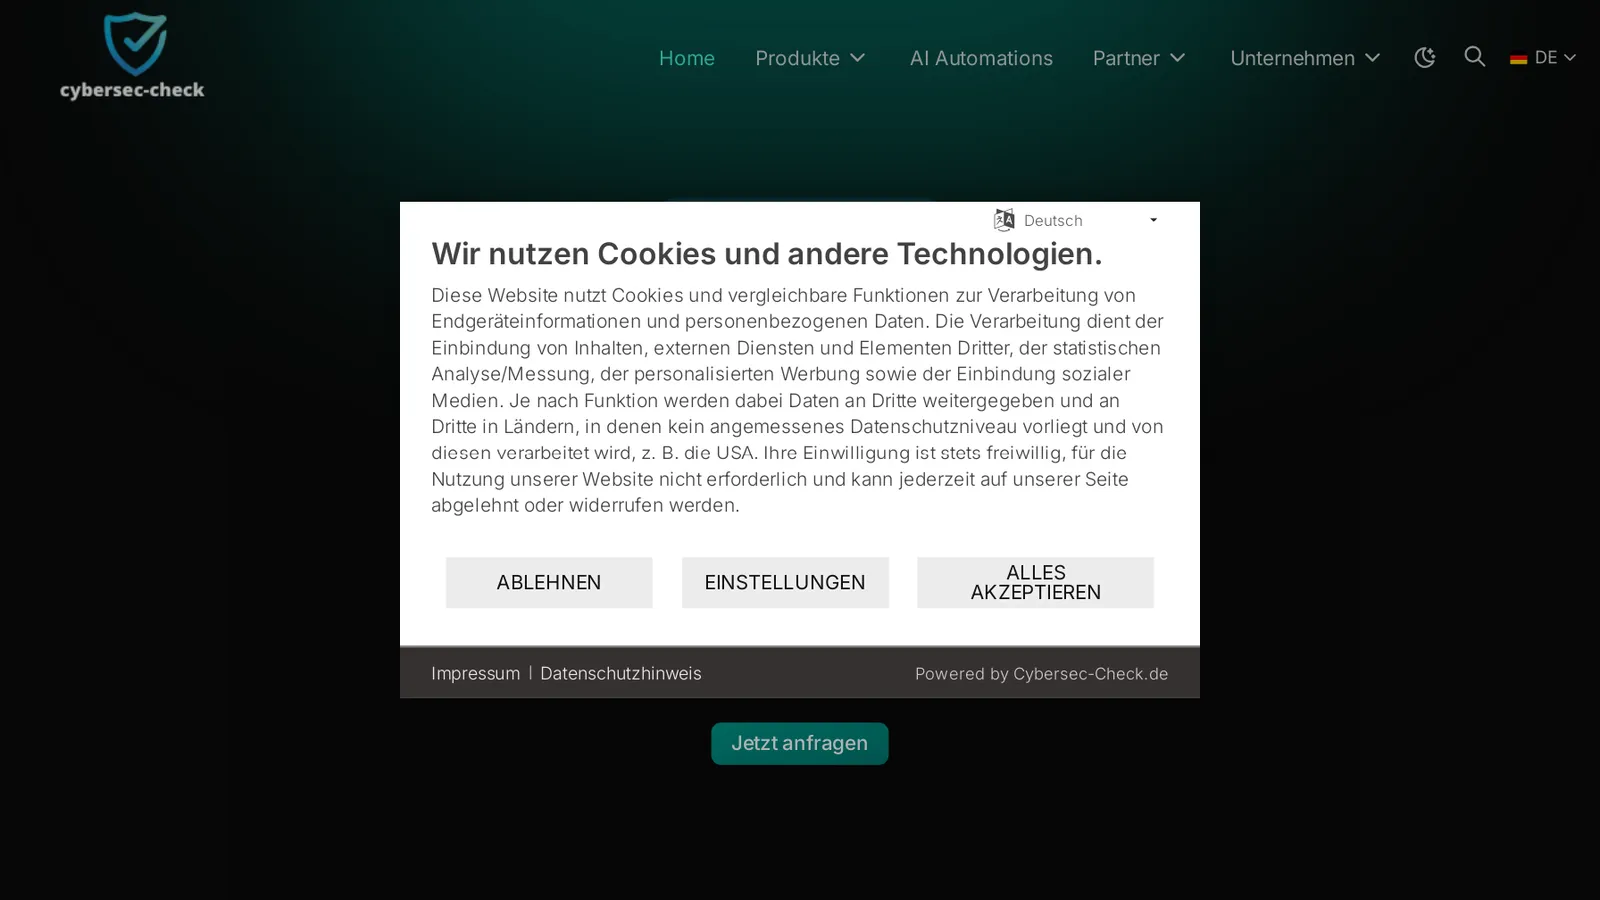 cybersec-check
Home
Produkte
AI Automations
Partner
Unternehmen
DE
Deutsch
Wir nutzen Cookies und andere Technologien.
Diese Website nutzt Cookies und vergleichbare Funktionen zur Verarbeitung von
Endgeräteinformationen und personenbezogenen Daten. Die Verarbeitung dient der
Einbindung von Inhalten, externen Diensten und Elementen Dritter, der statistischen
Analyse/Messung, der personalisierten Werbung sowie der Einbindung sozialer
Medien. Je nach Funktion werden dabei Daten an Dritte weitergegeben und an
Dritte in Ländern, in denen kein angemessenes Datenschutzniveau vorliegt und von
diesen verarbeitet wird, z. B. die USA. Ihre Einwilligung ist stets freiwillig, für die
Nutzung unserer Website nicht erforderlich und kann jederzeit auf unserer Seite
abgelehnt oder widerrufen werden.
ABLEHNEN
EINSTELLUNGEN
ALLES
AKZEPTIEREN
Impressum | Datenschutzhinweis
Powered by Cybersec-Check.de
Jetzt anfragen